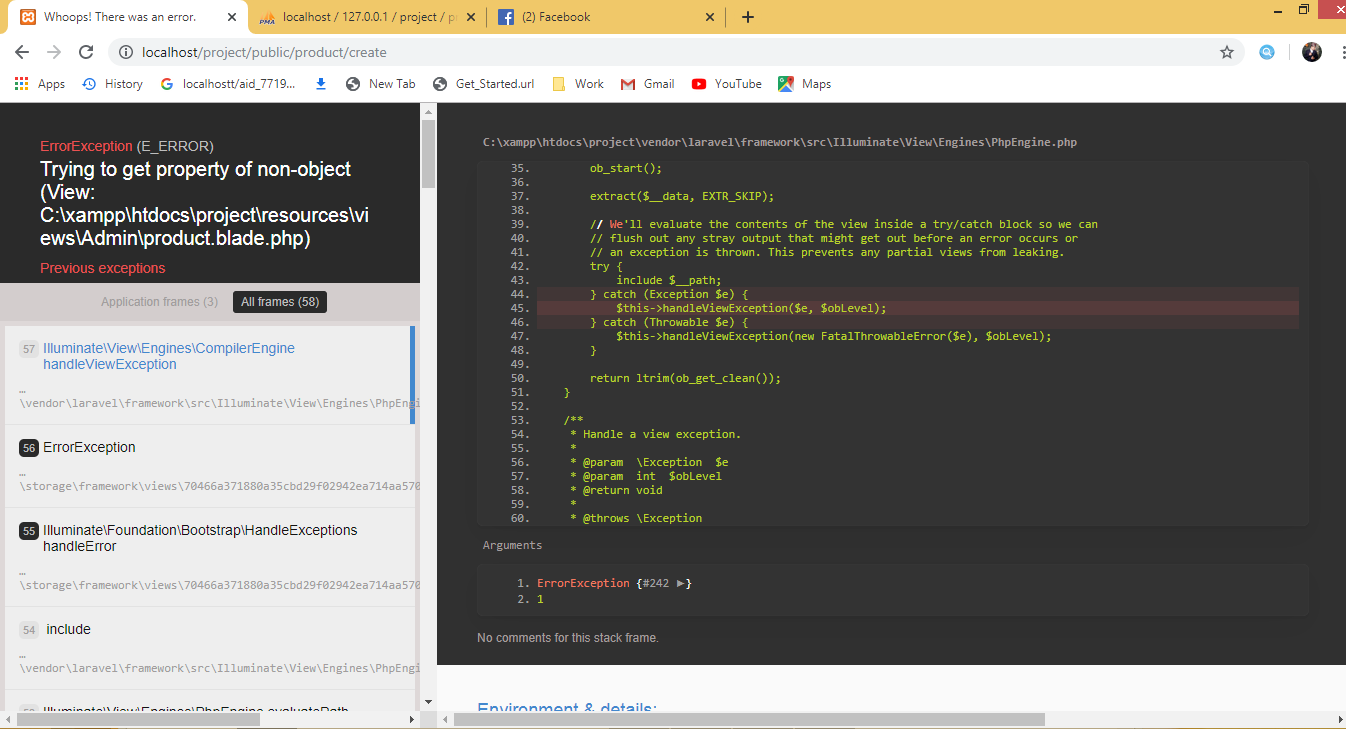 Whoops! There was an error.
localhost / 127.0.0.1 / project / pr
(2) Facebook
localhost/project/public/product/create
Apps
History
localhostt/aid_7719...
New Tab
Get_Started.url
Work
Gmail
YouTube
Maps
ErrorException (E_ERROR)
Trying to get property of non-object
(View:
C:\xampp\htdocs\project\resources\vi
ews\Admin\product.blade.php)
Previous exceptions
Application frames (3)
All frames (58)
57 Illuminate\View\Engines\CompilerEngine
handleViewException
…
\vendor\laravel\framework\src\Illuminate\View\Engines\PhpEngi
56 ErrorException
…
\storage\framework\views\70466a371880a35cbd29f02942ea714aa570
55 Illuminate\Foundation\Bootstrap\HandleExceptions
handleError
…
\storage\framework\views\70466a371880a35cbd29f02942ea714aa570
54 include
…
\vendor\laravel\framework\src\Illuminate\View\Engines\PhpEngi
Illuminate\View\Engines\PhpEngine evaluatePath
C:\xampp\htdocs\project\vendor\laravel\framework\src\Illuminate\View\Engines\PhpEngine.php
35. ob_start();
36.
37. extract($__data, EXTR_SKIP);
38.
39. // We'll evaluate the contents of the view inside a try/catch block so we can
40. // flush out any stray output that might get out before an error occurs or
41. // an exception is thrown. This prevents any partial views from leaking.
42. try {
43. include $__path;
44. } catch (Exception $e) {
45. $this->handleViewException($e, $obLevel);
46. } catch (Throwable $e) {
47. $this->handleViewException(new FatalThrowableError($e), $obLevel);
48. }
49.
50. return ltrim(ob_get_clean());
51. }
52.
53. /**
54. * Handle a view exception.
55. *
56. * @param \Exception $e
57. * @param int $obLevel
58. * @return void
59. *
60. * @throws \Exception
Arguments
1. ErrorException {#242 ▶}
2. 1
No comments for this stack frame.
Environment & details: